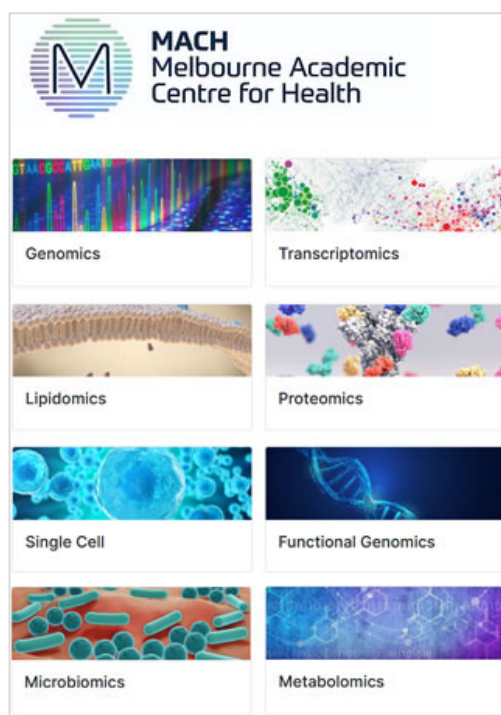 MACH
Melbourne Academic
Centre for Health
Genomics
Transcriptomics
Lipidomics
Proteomics
Single Cell
Functional Genomics
Microbiomics
Metabolomics